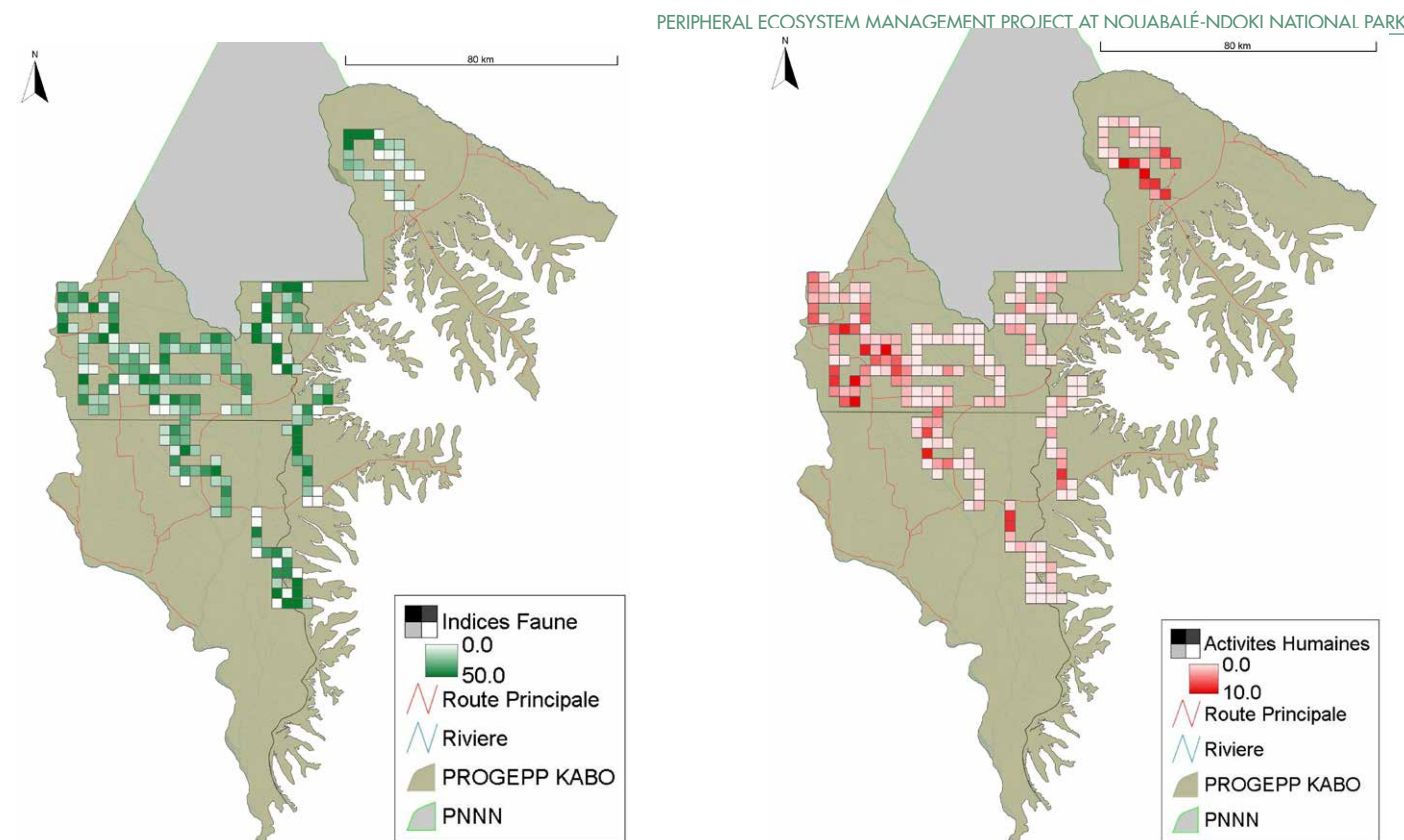 PERIPHERAL ECOSYSTEM MANAGEMENT PROJECT AT NOUABALÉ-NDOKI NATIONAL PARK
N
80 km
Indices Faune
0.0
50.0
Route Principale
Riviere
PROGEPP KABO
PNNN
N
80 km
Activites Humaines
0.0
10.0
Route Principale
Riviere
PROGEPP KABO
PNNN